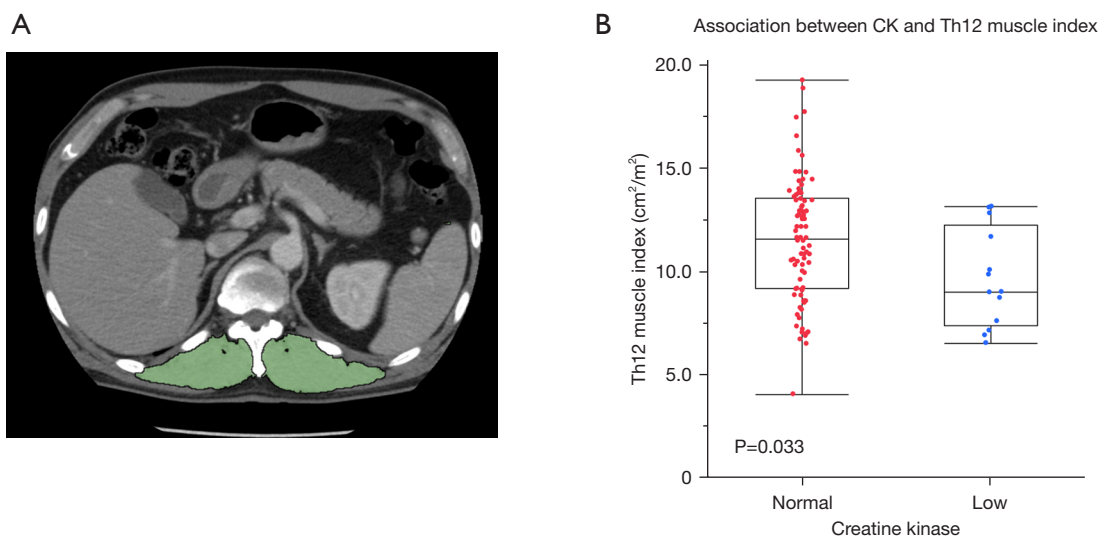 A
B
Association between CK and Th12 muscle index
Th12 muscle index (cm²/m²)
20.0
15.0
10.0
5.0
0
P=0.033
Normal
Low
Creatine kinase